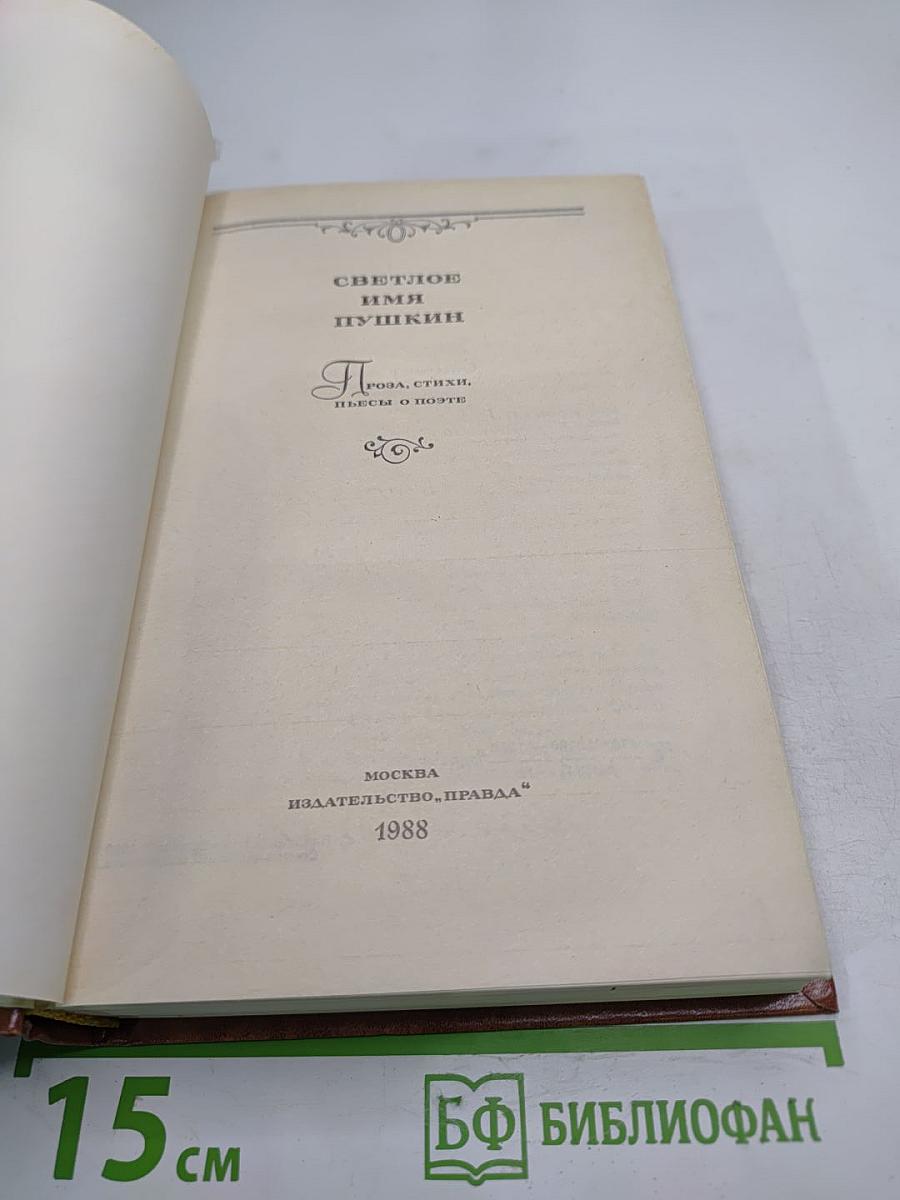 СВЕТЛОЕ
ИМЯ
ПУШКИН
Проза, стихи,
пьесы о поэте
МОСКВА
ИЗДАТЕЛЬСТВО „ПРАВДА“
1988
15 см
БФ БИБЛИОФАН